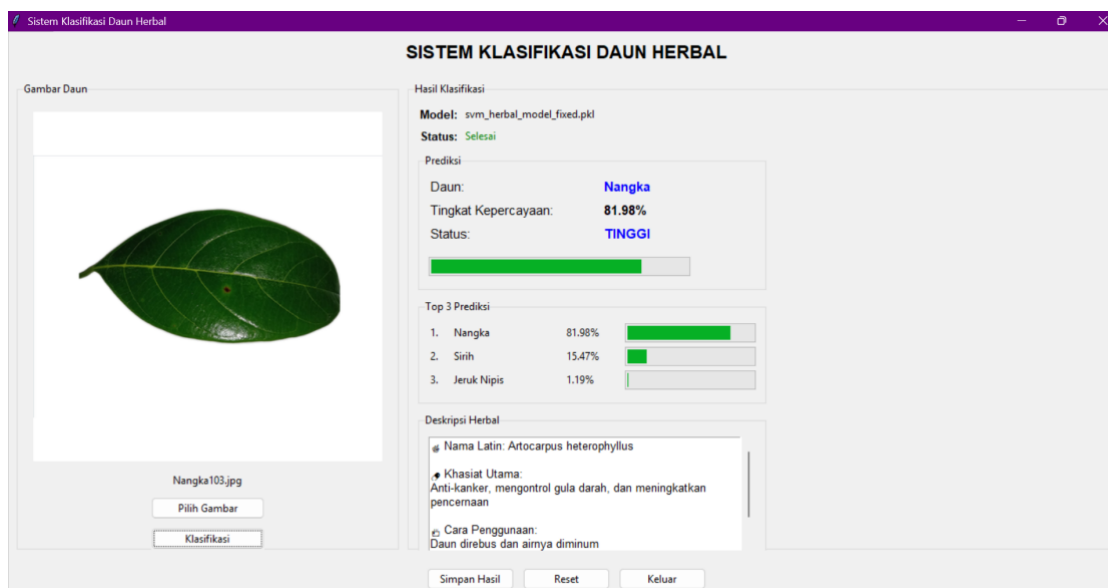 Sistem Klasifikasi Daun Herbal
SISTEM KLASIFIKASI DAUN HERBAL
Gambar Daun
Nangka103.jpg
Pilih Gambar
Klasifikasi
Hasil Klasifikasi
Model: svm_herbal_model_fixed.pkl
Status: Selesai
Prediksi
Daun: Nangka
Tingkat Kepercayaan: 81.98%
Status: TINGGI
Top 3 Prediksi
1. Nangka 81.98%
2. Sirih 15.47%
3. Jeruk Nipis 1.19%
Deskripsi Herbal
Nama Latin: Artocarpus heterophyllus
Khasiat Utama:
Anti-kanker, mengontrol gula darah, dan meningkatkan
pencernaan
Cara Penggunaan:
Daun direbus dan airnya diminum
Simpan Hasil
Reset
Keluar